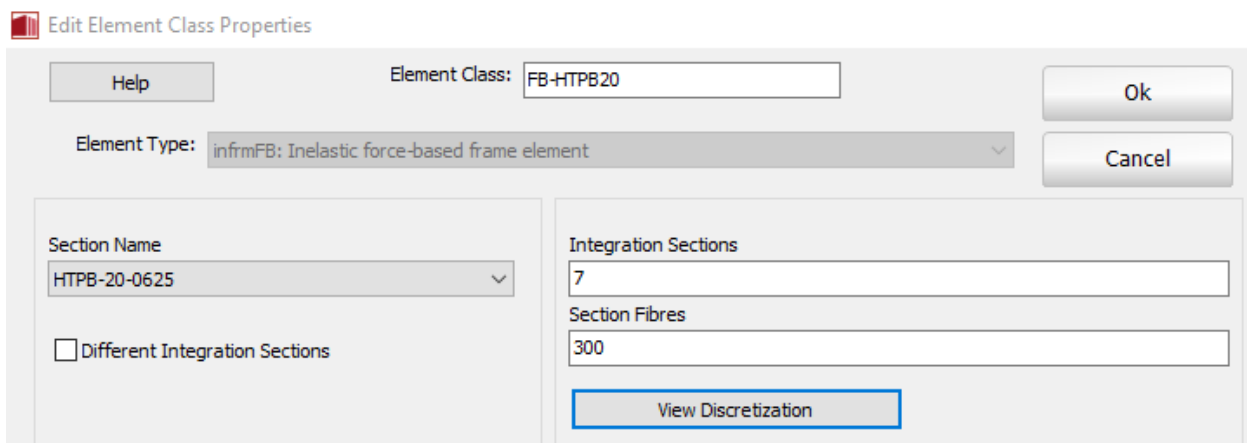 Edit Element Class Properties
Help
Element Class: FB-HTPB20
Ok
Element Type: infrmFB: Inelastic force-based frame element
Cancel
Section Name
HTPB-20-0625
Different Integration Sections
Integration Sections
7
Section Fibres
300
View Discretization